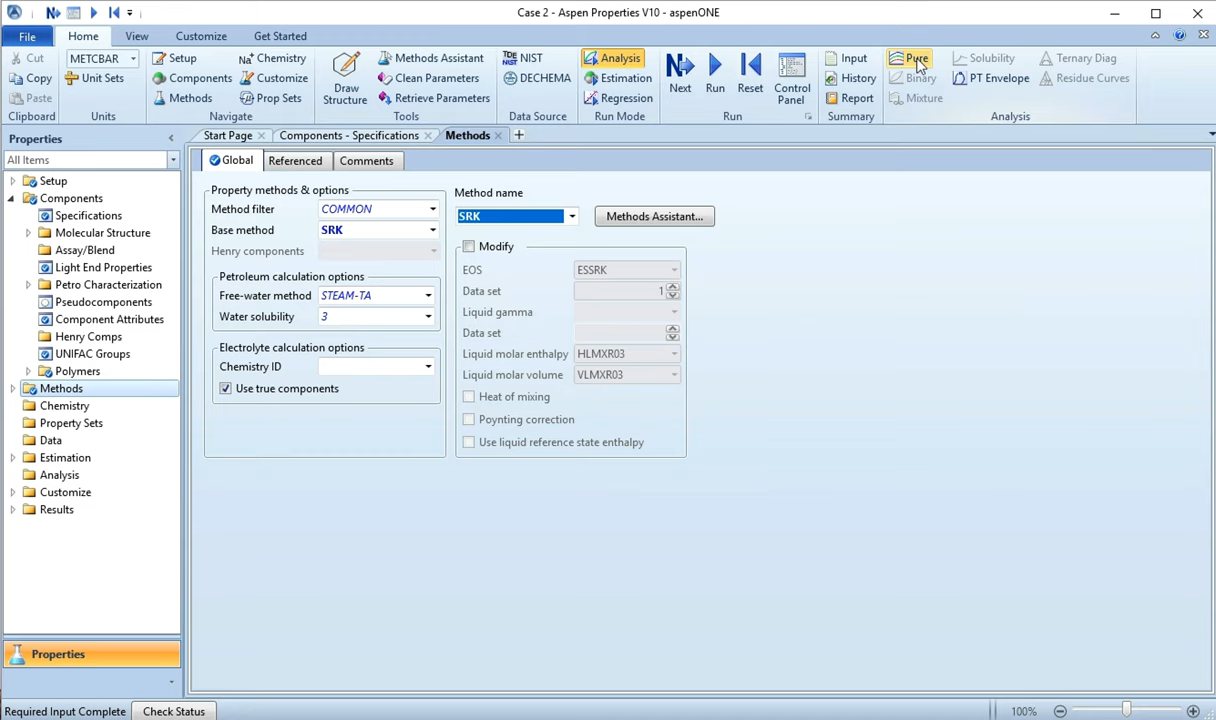 Case 2 - Aspen Properties V10 - aspenONE
File Home View Customize Get Started
Cut METCBAR Setup Chemistry Methods Assistant NIST Analysis Input Pure Solubility Ternary Diag
Copy Unit Sets Components Customize Clean Parameters DECHEMA Estimation History Binary PT Envelope Residue Curves
Paste Methods Prop Sets Draw Structure Retrieve Parameters Regression Next Run Reset Control Panel Report Mixture
Clipboard Units Navigate Tools Data Source Run Mode Run Summary Analysis
Properties Start Page Components - Specifications Methods
All Items Global Referenced Comments
Setup
Components
Specifications
Molecular Structure
Assay/Blend
Light End Properties
Petro Characterization
Pseudocomponents
Component Attributes
Henry Comps
UNIFAC Groups
Polymers
Methods
Chemistry
Property Sets
Data
Estimation
Analysis
Customize
Results
Properties
Property methods & options
Method filter COMMON
Base method SRK
Henry components
Petroleum calculation options
Free-water method STEAM-TA
Water solubility 3
Electrolyte calculation options
Chemistry ID
Use true components
Method name
SRK Methods Assistant...
Modify
EOS ESSRK
Data set 1
Liquid gamma
Data set
Liquid molar enthalpy HLMXR03
Liquid molar volume VLMXR03
Heat of mixing
Poynting correction
Use liquid reference state enthalpy
Required Input Complete Check Status 100%